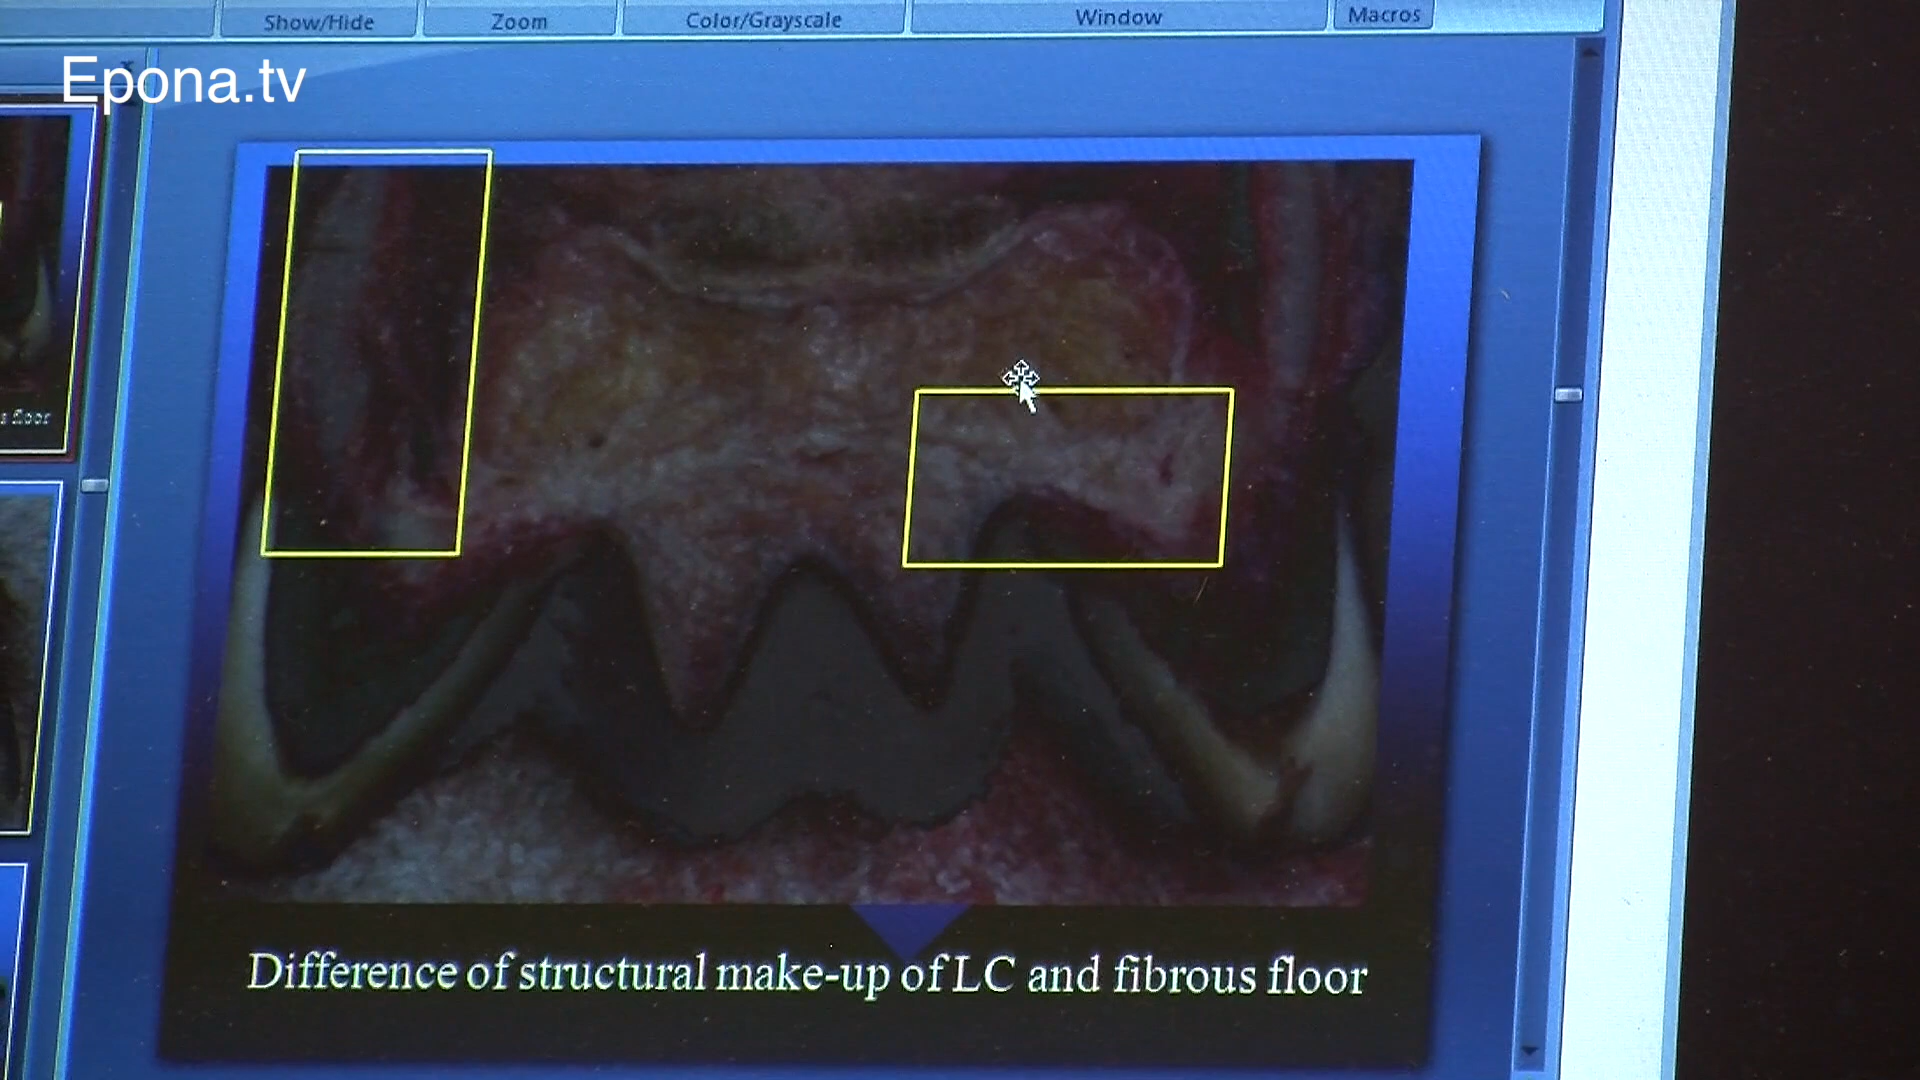 Show/Hide
Zoom
Color/Grayscale
Window
Macros
Epona.tv
s floor
Difference of structural make-up of LC and fibrous floor